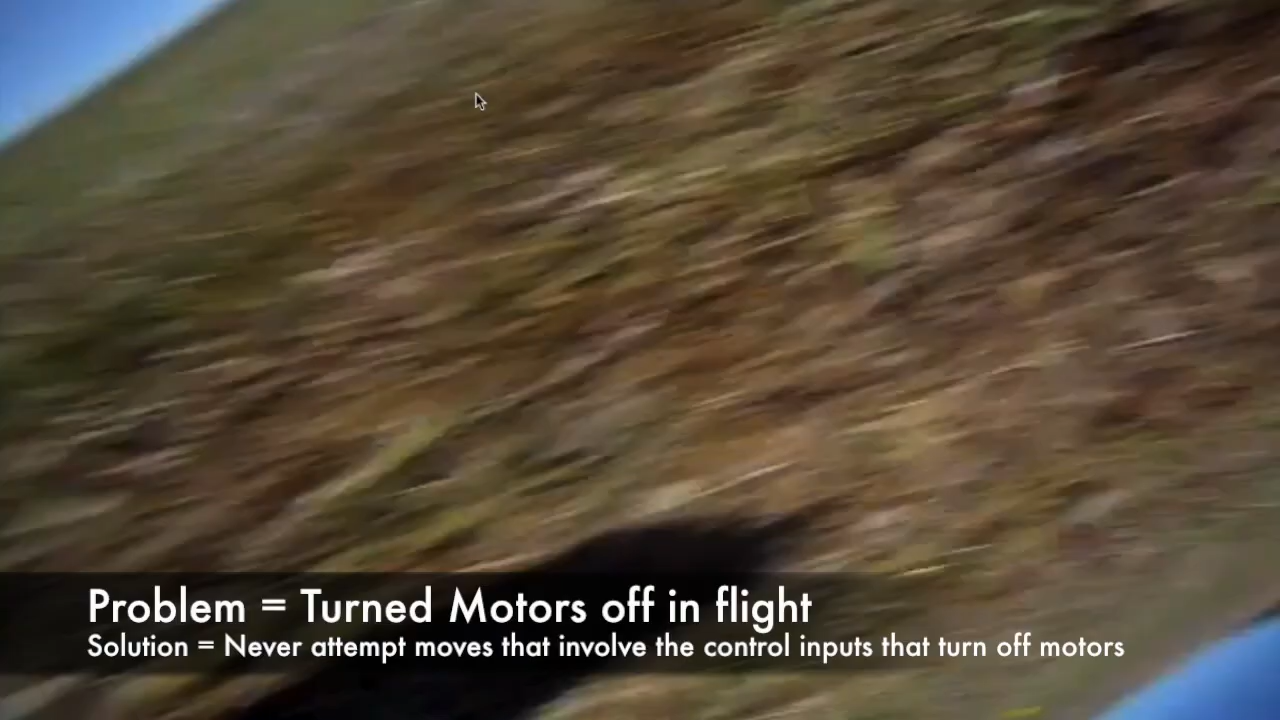 Problem = Turned Motors off in flight
Solution = Never attempt moves that involve the control inputs that turn off motors